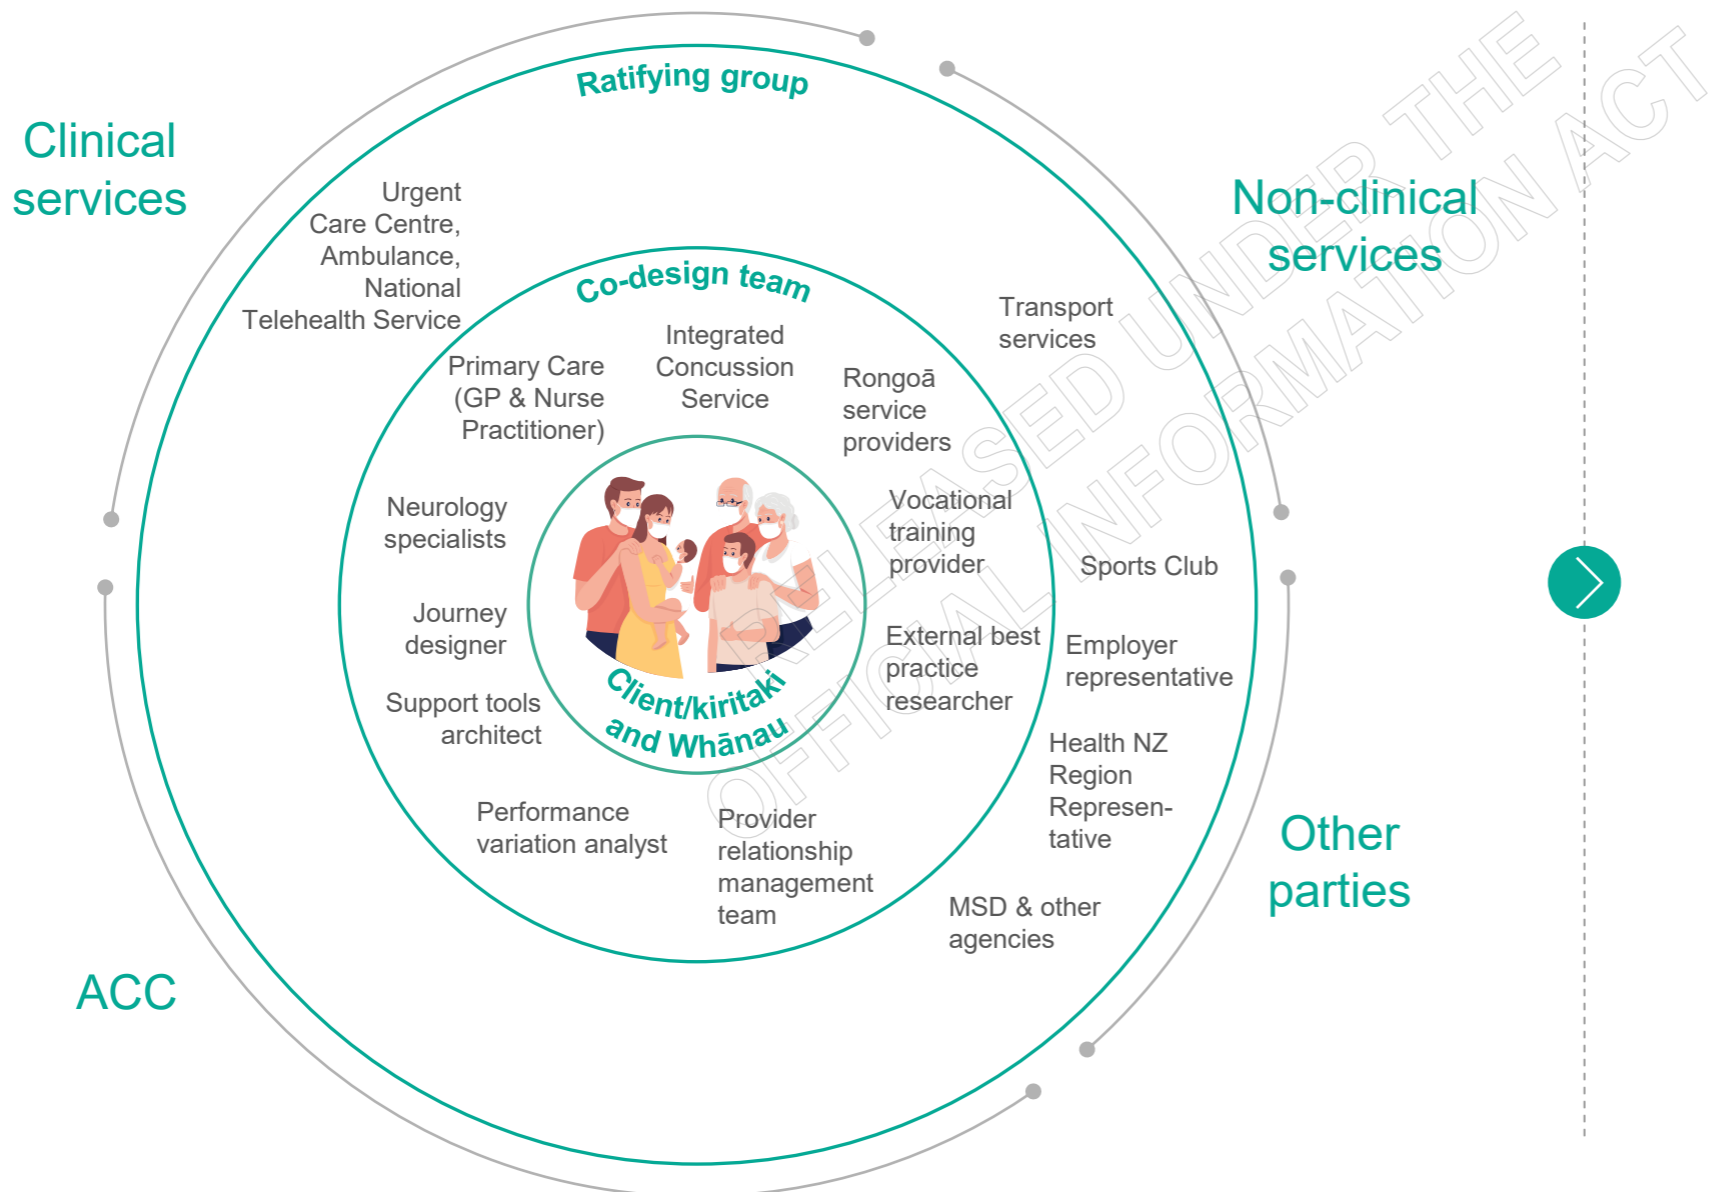 Ratifying group
Clinical
services
Urgent
Care Centre,
Ambulance,
National
Telehealth Service
Non-clinical
services
Transport
services
Co-design team
Primary Care
(GP & Nurse
Practitioner)
Integrated
Concussion
Service
Rongoā
service
providers
Neurology
specialists
Vocational
training
provider
Sports Club
Journey
designer
External best
practice
researcher
Employer
representative
Support tools
architect
Client/kiritaki
and Whānau
Health NZ
Region
Represen-
tative
Performance
variation analyst
Provider
relationship
management
team
Other
parties
MSD & other
agencies
ACC
RELEASED UNDER THE
OFFICIAL INFORMATION ACT